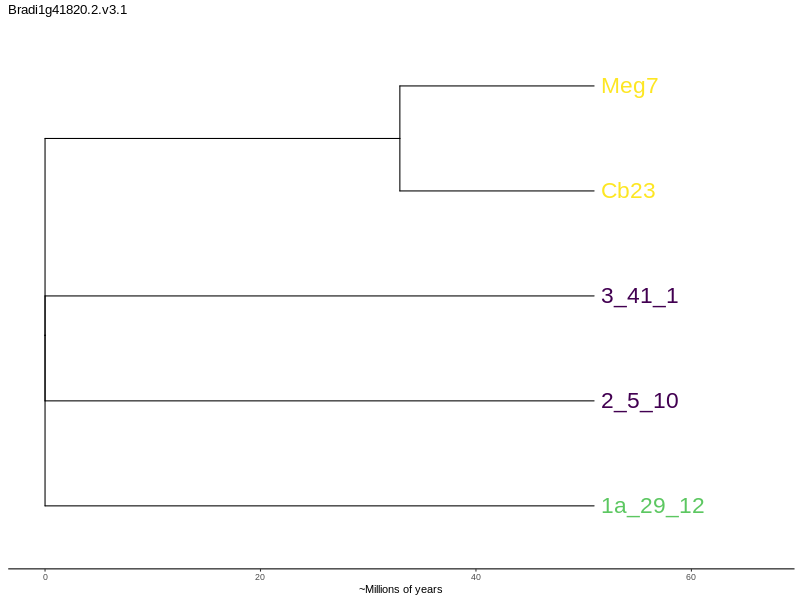 Bradi1g41820.2.v3.1
Meg7
Cb23
3_41_1
2_5_10
1a_29_12
0 20 40 60
~Millions of years